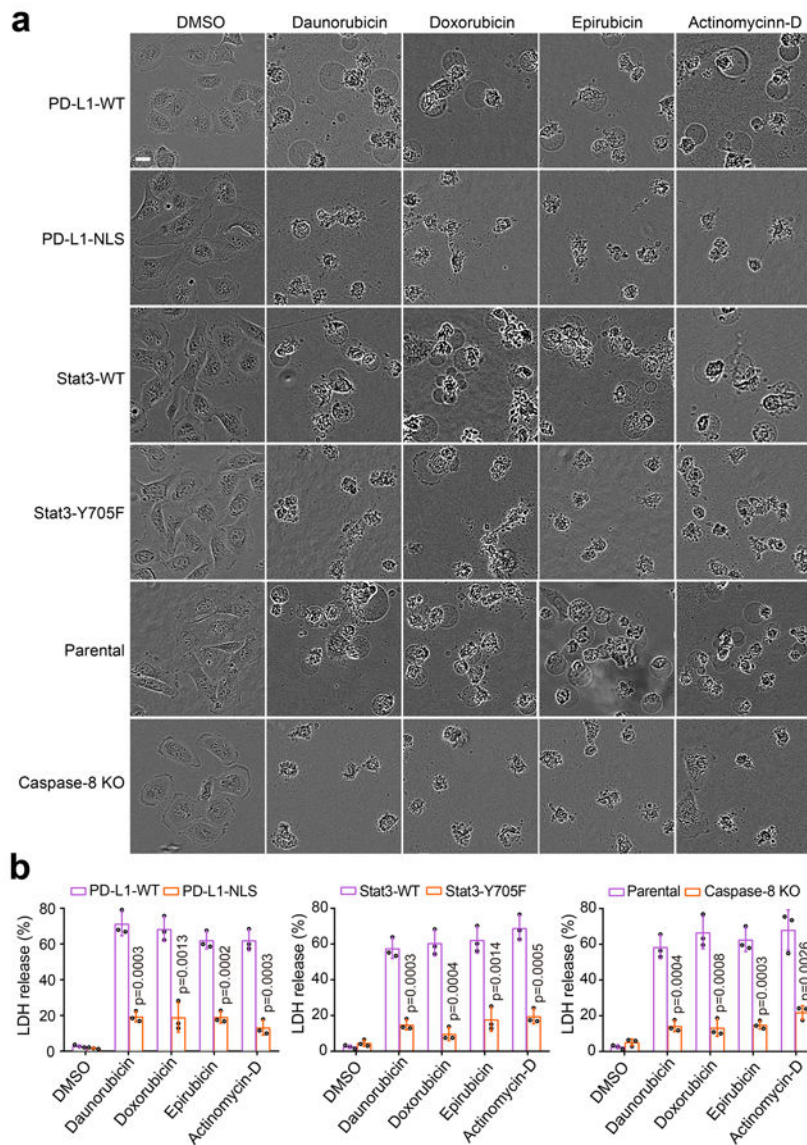 a
DMSO Daunorubicin Doxorubicin Epirubicin Actinomycinn-D
PD-L1-WT
PD-L1-NLS
Stat3-WT
Stat3-Y705F
Parental
Caspase-8 KO
b
PD-L1-WT PD-L1-NLS
LDH release (%)
80
60
40
20
0
p=0.0003
p=0.0013
p=0.0002
p=0.0003
DMSO
Daunorubicin
Doxorubicin
Epirubicin
Actinomycin-D
Stat3-WT Stat3-Y705F
LDH release (%)
80
60
40
20
0
p=0.0003
p=0.0004
p=0.0014
p=0.0005
DMSO
Daunorubicin
Doxorubicin
Epirubicin
Actinomycin-D
Parental Caspase-8 KO
LDH release (%)
80
60
40
20
0
p=0.0004
p=0.0008
p=0.0003
DMSO
Daunorubicin
Doxorubicin
Epirubicin
Actinomycin-D